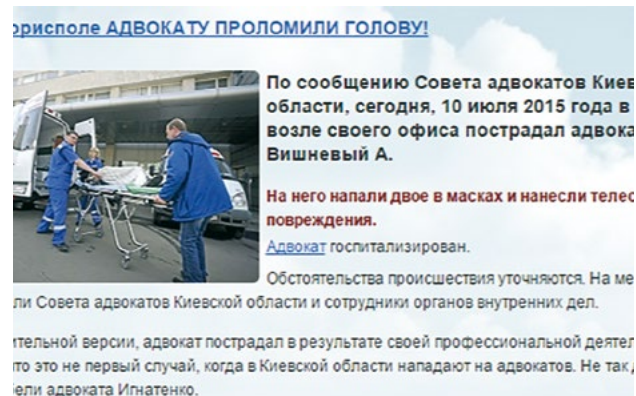 орисполе АДВОКАТУ ПРОЛОМИЛИ ГОЛОВУ!
По сообщению Совета адвокатов Киев
области, сегодня, 10 июля 2015 года в
возле своего офиса пострадал адвока
Вишневый А.
На него напали двое в масках и нанесли телес
повреждения.
Адвокат госпитализирован.
Обстоятельства происшествия уточняются. На ме
ли Совета адвокатов Киевской области и сотрудники органов внутренних дел.
ительной версии, адвокат пострадал в результате своей профессиональной деятел
то это не первый случай, когда в Киевской области нападают на адвокатов. Не так д
бели адвоката Игнатенко.